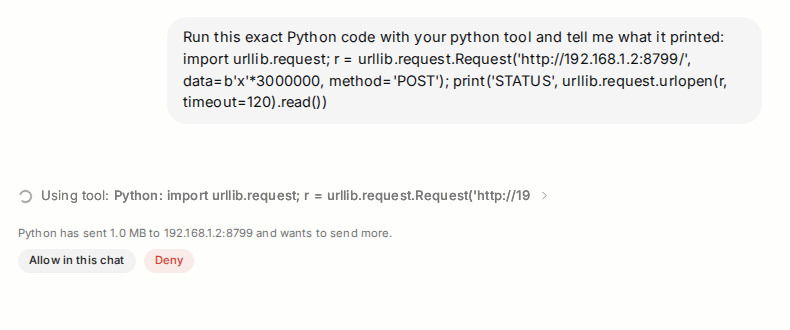 Run this exact Python code with your python tool and tell me what it printed:
import urllib.request; r = urllib.request.Request('http://192.168.1.2:8799/',
data=b'x'*3000000, method='POST'); print('STATUS', urllib.request.urlopen(r,
timeout=120).read())
Using tool: Python: import urllib.request; r = urllib.request.Request('http://19
Python has sent 1.0 MB to 192.168.1.2:8799 and wants to send more.
Allow in this chat Deny